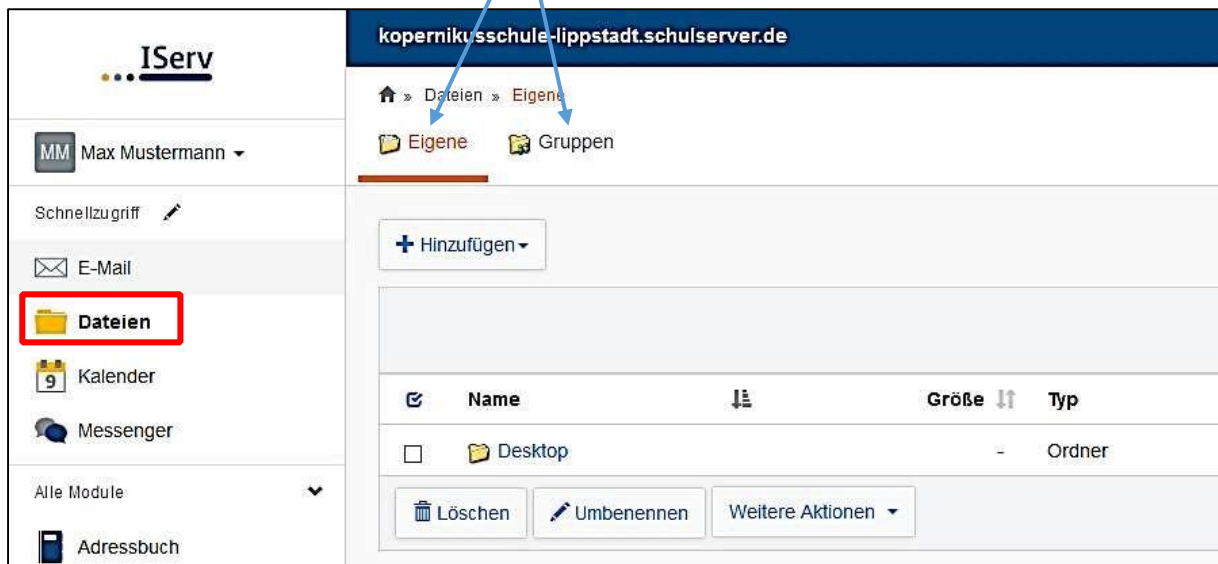 IServ
MM Max Mustermann
Schnellzugriff
E-Mail
Dateien
9 Kalender
Messenger
Alle Module
Adressbuch
kopernikusschule-lippstadt.schulserver.de
» Dateien » Eigene
Eigene Gruppen
+ Hinzufügen
Name Größe Typ
Desktop - Ordner
Löschen Umbenennen Weitere Aktionen